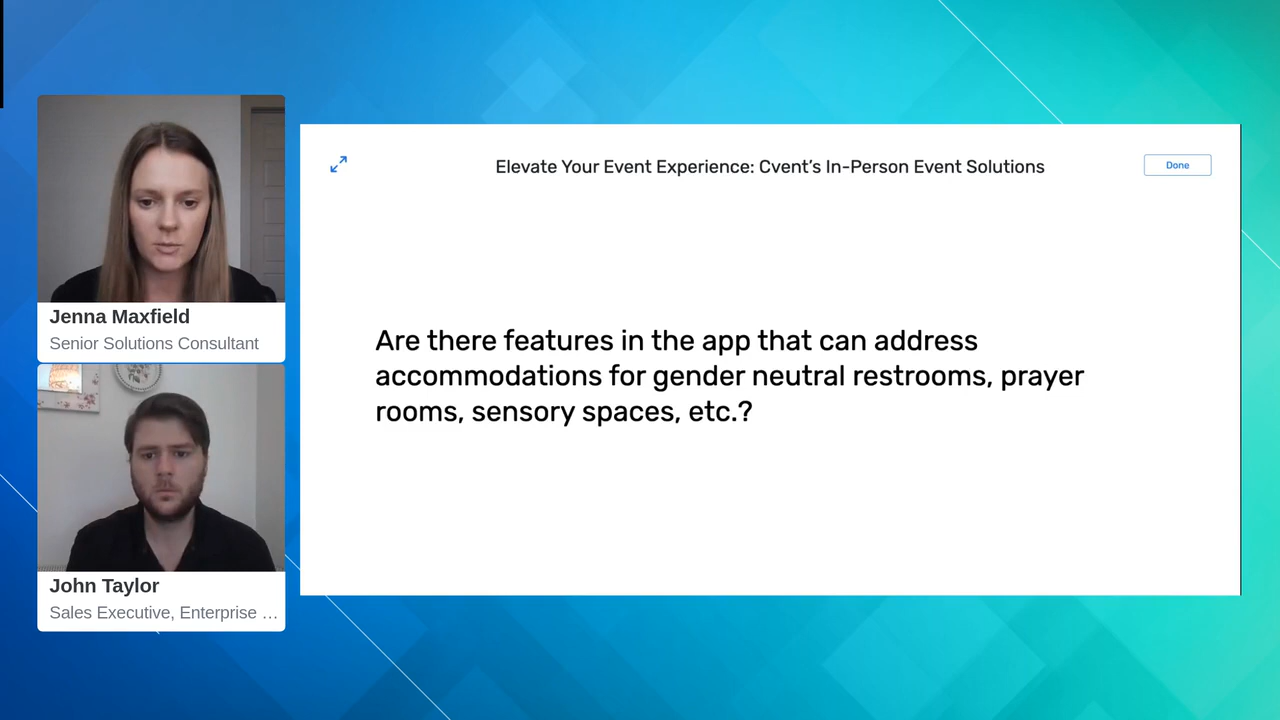 Jenna Maxfield
Senior Solutions Consultant
John Taylor
Sales Executive, Enterprise …
Elevate Your Event Experience: Cvent’s In-Person Event Solutions
Done
Are there features in the app that can address
accommodations for gender neutral restrooms, prayer
rooms, sensory spaces, etc.?